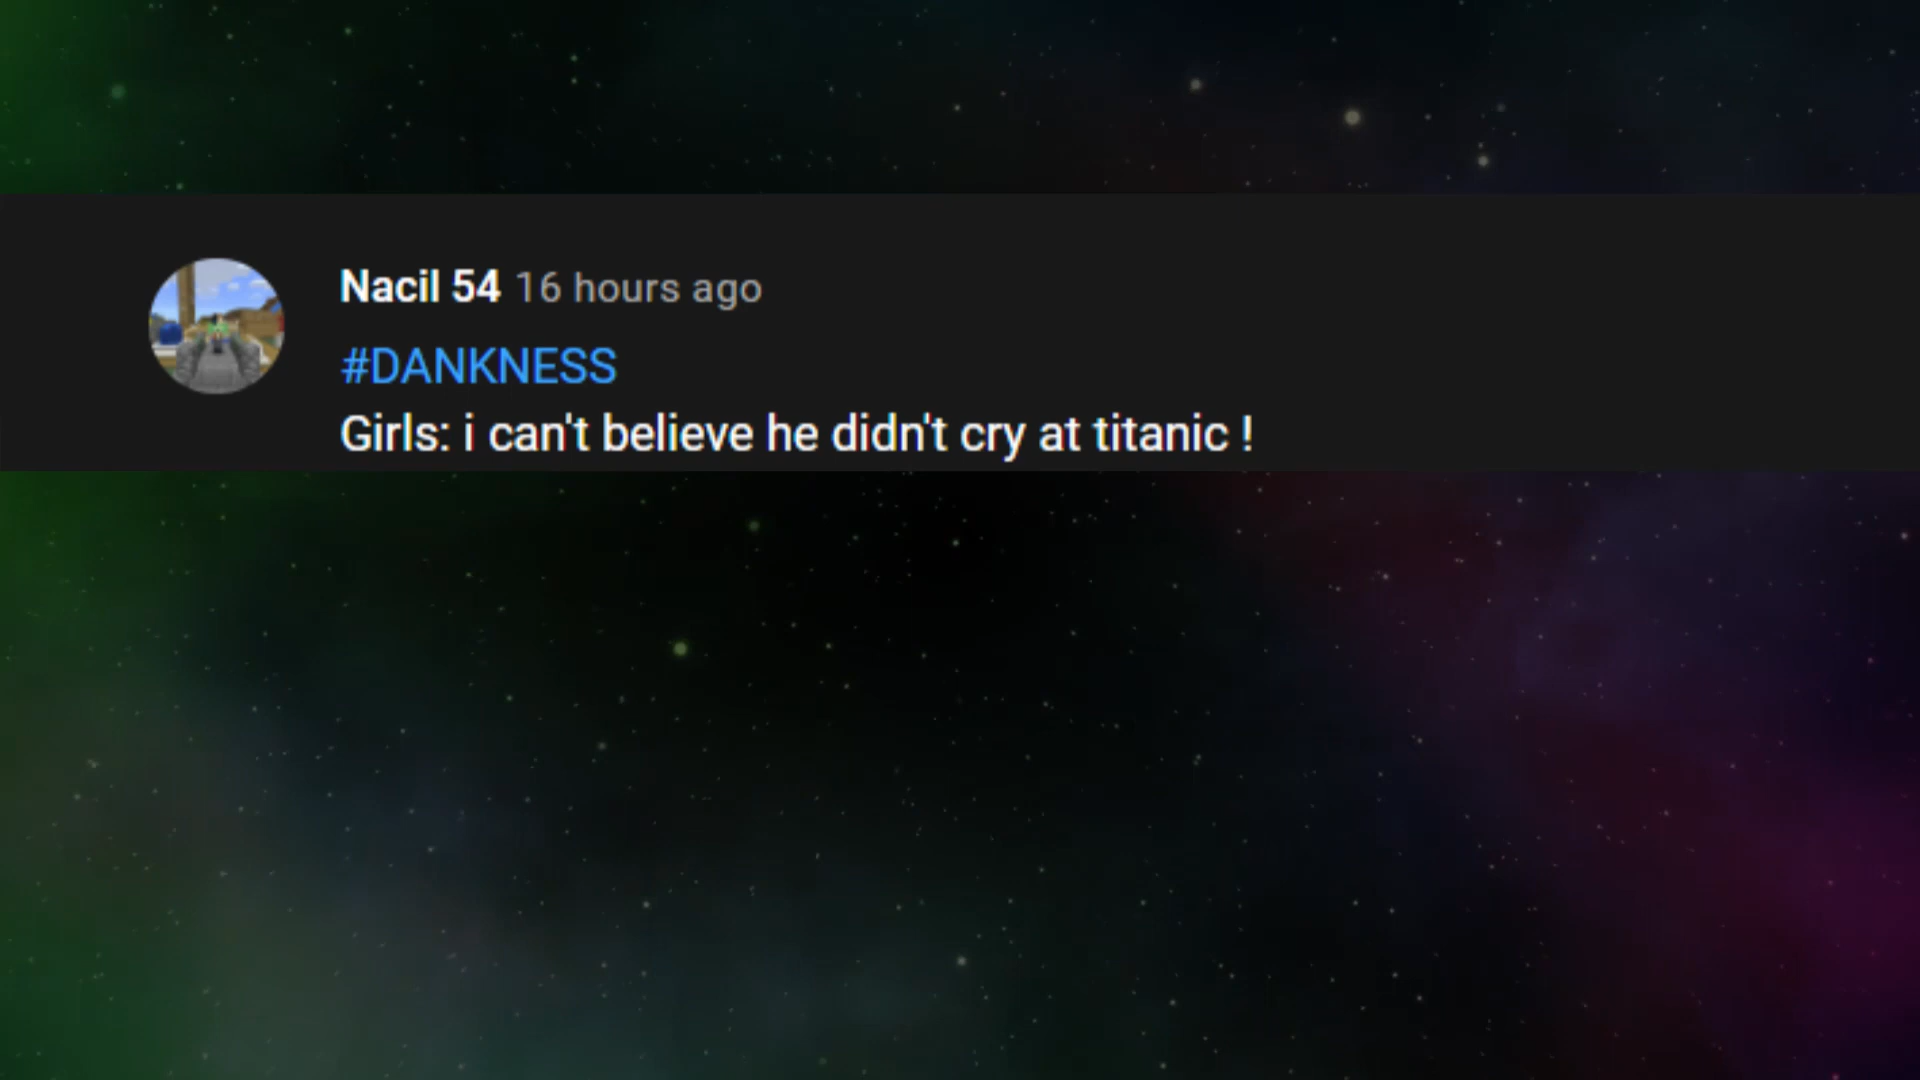 Nacil 54 16 hours ago
#DANKNESS
Girls: i can't believe he didn't cry at titanic !